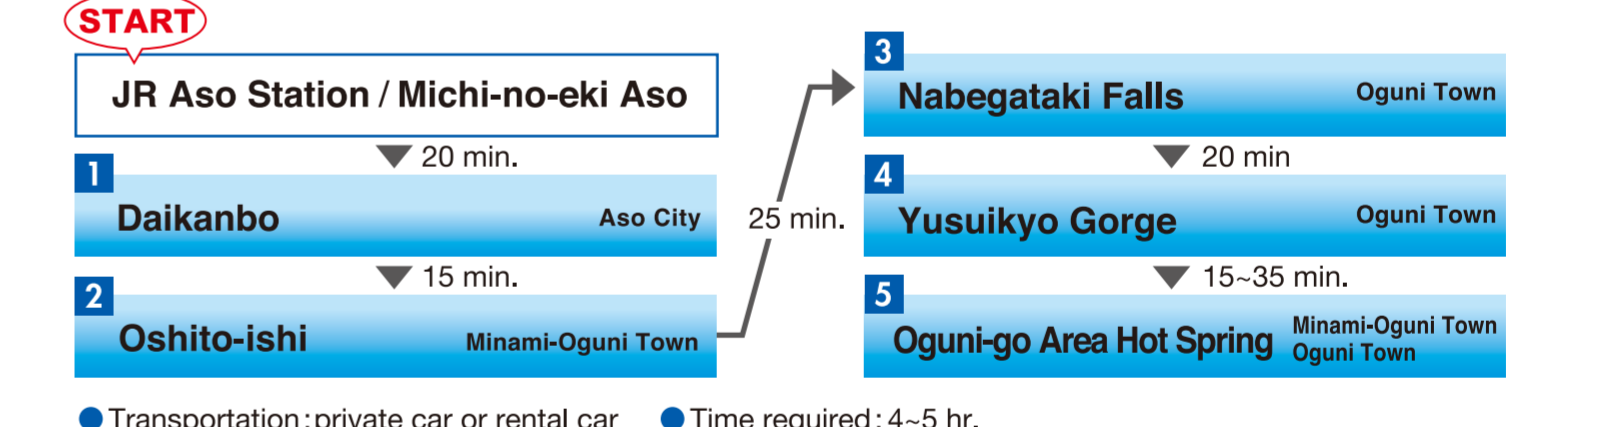 START
JR Aso Station / Michi-no-eki Aso
20 min.
1
Daikanbo Aso City
15 min.
2
Oshito-ishi Minami-Oguni Town
25 min.
3
Nabegataki Falls Oguni Town
20 min
4
Yusuikyo Gorge Oguni Town
15~35 min.
5
Oguni-go Area Hot Spring Minami-Oguni Town
Oguni Town
●Transportation:private car or rental car ●Time required: 4~5 hr.